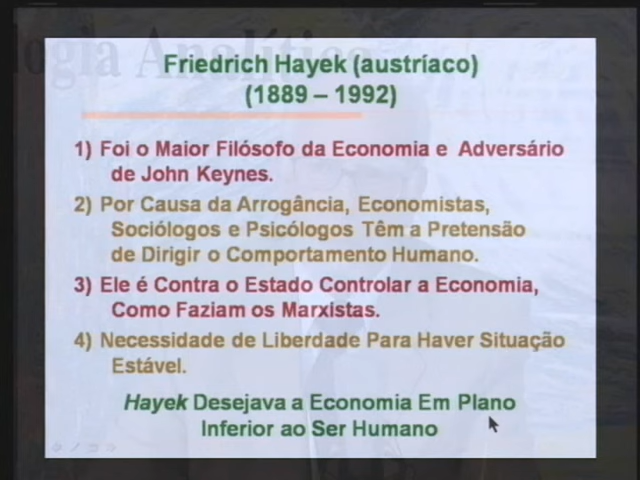 logia Analítica
Friedrich Hayek (austríaco)
(1889 – 1992)
1) Foi o Maior Filósofo da Economia e Adversário
de John Keynes.
2) Por Causa da Arrogância, Economistas,
Sociólogos e Psicólogos Têm a Pretensão
de Dirigir o Comportamento Humano.
3) Ele é Contra o Estado Controlar a Economia,
Como Faziam os Marxistas.
4) Necessidade de Liberdade Para Haver Situação
Estável.
Hayek Desejava a Economia Em Plano
Inferior ao Ser Humano